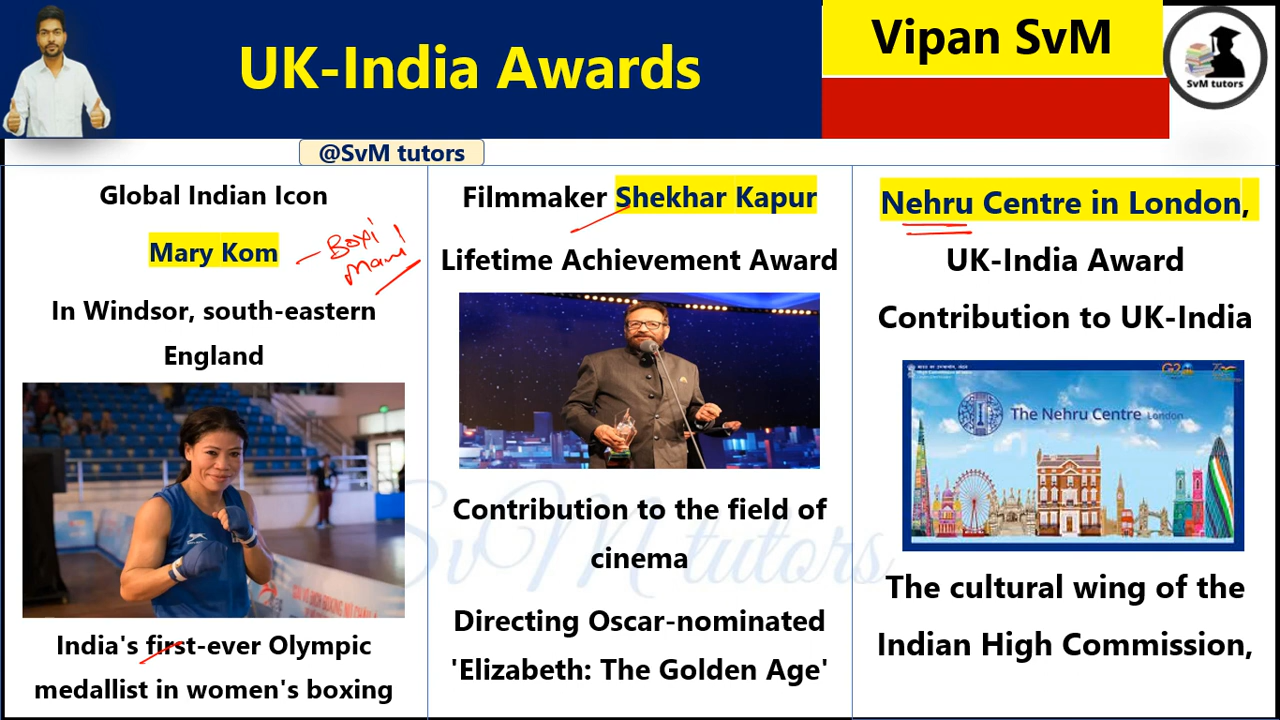 UK-India Awards
Vipan SvM
SvM tutors
@SvM tutors
Global Indian Icon
Mary Kom
In Windsor, south-eastern
England
India's first-ever Olympic
medallist in women's boxing
Filmmaker Shekhar Kapur
Lifetime Achievement Award
Contribution to the field of
cinema
Directing Oscar-nominated
'Elizabeth: The Golden Age'
Nehru Centre in London,
UK-India Award
Contribution to UK-India
The Nehru Centre London
The cultural wing of the
Indian High Commission,
SvM tutors